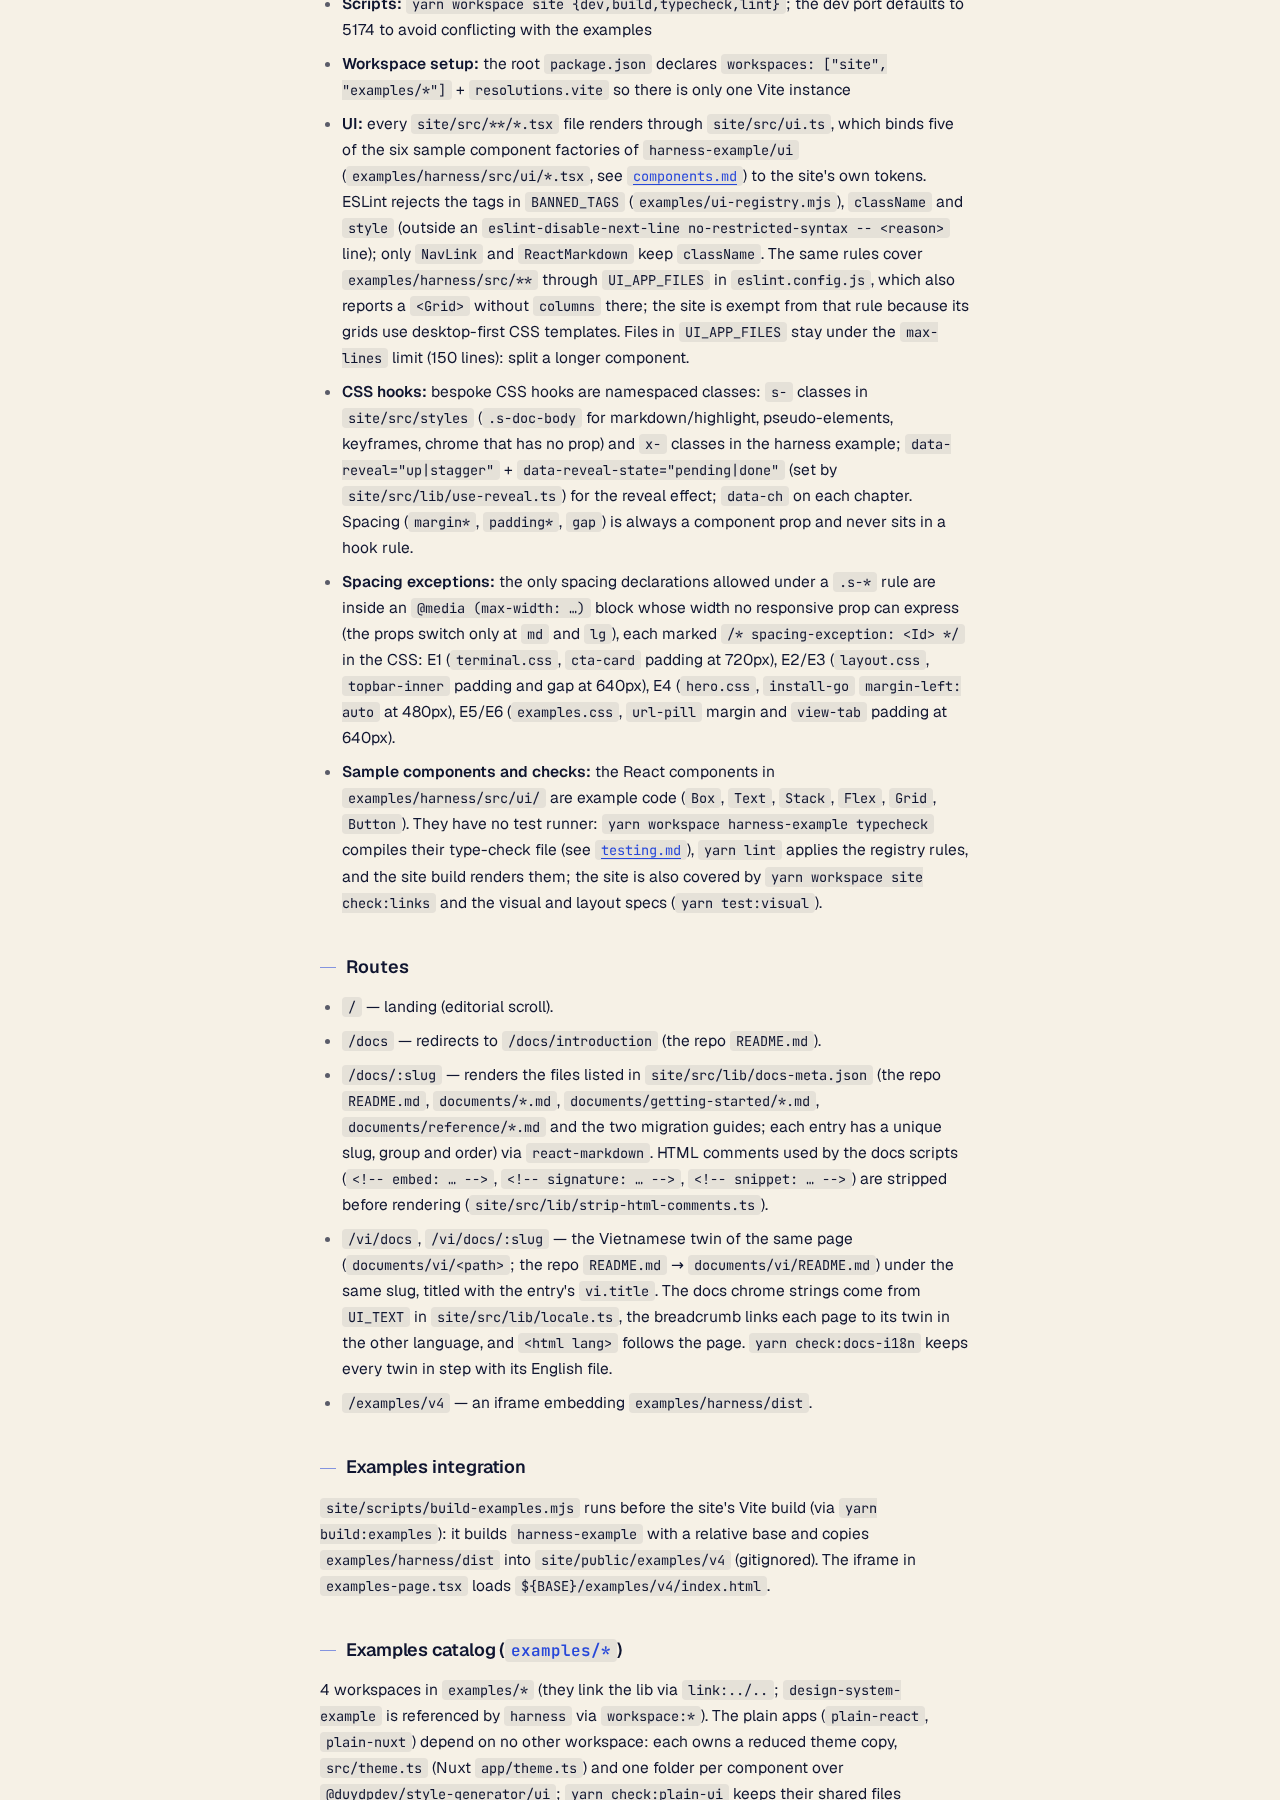 Scripts: yarn workspace site {dev,build,typecheck,lint} ; the dev port defaults to
5174 to avoid conflicting with the examples
Workspace setup: the root package.json declares workspaces: ["site",
"examples/*"] + resolutions.vite so there is only one Vite instance
UI: every site/src/**/*.tsx file renders through site/src/ui.ts , which binds five
of the six sample component factories of harness-example/ui
( examples/harness/src/ui/*.tsx , see components.md ) to the site's own tokens.
ESLint rejects the tags in BANNED_TAGS ( examples/ui-registry.mjs ), className and
style (outside an eslint-disable-next-line no-restricted-syntax -- <reason>
line); only NavLink and ReactMarkdown keep className . The same rules cover
examples/harness/src/** through UI_APP_FILES in eslint.config.js , which also
reports a <Grid> without columns there; the site is exempt from that rule because its
grids use desktop-first CSS templates. Files in UI_APP_FILES stay under the max-
lines limit (150 lines): split a longer component.
CSS hooks: bespoke CSS hooks are namespaced classes: s- classes in
site/src/styles ( .s-doc-body for markdown/highlight, pseudo-elements,
keyframes, chrome that has no prop) and x- classes in the harness example; data-
reveal="up|stagger" + data-reveal-state="pending|done" (set by
site/src/lib/use-reveal.ts ) for the reveal effect; data-ch on each chapter.
Spacing ( margin* , padding* , gap ) is always a component prop and never sits in a
hook rule.
Spacing exceptions: the only spacing declarations allowed under a .s-* rule are
inside an @media (max-width: …) block whose width no responsive prop can express
(the props switch only at md and lg ), each marked /* spacing-exception: <Id> */
in the CSS: E1 ( terminal.css , cta-card padding at 720px), E2/E3 ( layout.css ,
topbar-inner padding and gap at 640px), E4 ( hero.css , install-go margin-left:
auto at 480px), E5/E6 ( examples.css , url-pill margin and view-tab padding at
640px).
Sample components and checks: the React components in
examples/harness/src/ui/ are example code ( Box , Text , Stack , Flex , Grid ,
Button ). They have no test runner: yarn workspace harness-example typecheck
compiles their type-check file (see testing.md ), yarn lint applies the registry rules,
and the site build renders them; the site is also covered by yarn workspace site
check:links and the visual and layout specs ( yarn test:visual ).
Routes
/ — landing (editorial scroll).
/docs — redirects to /docs/introduction (the repo README.md ).
/docs/:slug — renders the files listed in site/src/lib/docs-meta.json (the repo
README.md , documents/*.md , documents/getting-started/*.md ,
documents/reference/*.md and the two migration guides; each entry has a unique
slug, group and order) via react-markdown . HTML comments used by the docs scripts
( <!-- embed: … --> , <!-- signature: … --> , <!-- snippet: … --> ) are stripped
before rendering ( site/src/lib/strip-html-comments.ts ).
/vi/docs , /vi/docs/:slug — the Vietnamese twin of the same page
( documents/vi/<path> ; the repo README.md → documents/vi/README.md ) under the
same slug, titled with the entry's vi.title . The docs chrome strings come from
UI_TEXT in site/src/lib/locale.ts , the breadcrumb links each page to its twin in
the other language, and <html lang> follows the page. yarn check:docs-i18n keeps
every twin in step with its English file.
/examples/v4 — an iframe embedding examples/harness/dist .
Examples integration
site/scripts/build-examples.mjs runs before the site's Vite build (via yarn
build:examples ): it builds harness-example with a relative base and copies
examples/harness/dist into site/public/examples/v4 (gitignored). The iframe in
examples-page.tsx loads ${BASE}/examples/v4/index.html .
Examples catalog ( examples/* )
4 workspaces in examples/* (they link the lib via link:../.. ; design-system-
example is referenced by harness via workspace:* ). The plain apps ( plain-react ,
plain-nuxt ) depend on no other workspace: each owns a reduced theme copy,
src/theme.ts (Nuxt app/theme.ts ) and one folder per component over
@duydpdev/style-generator/ui ; yarn check:plain-ui keeps their shared files